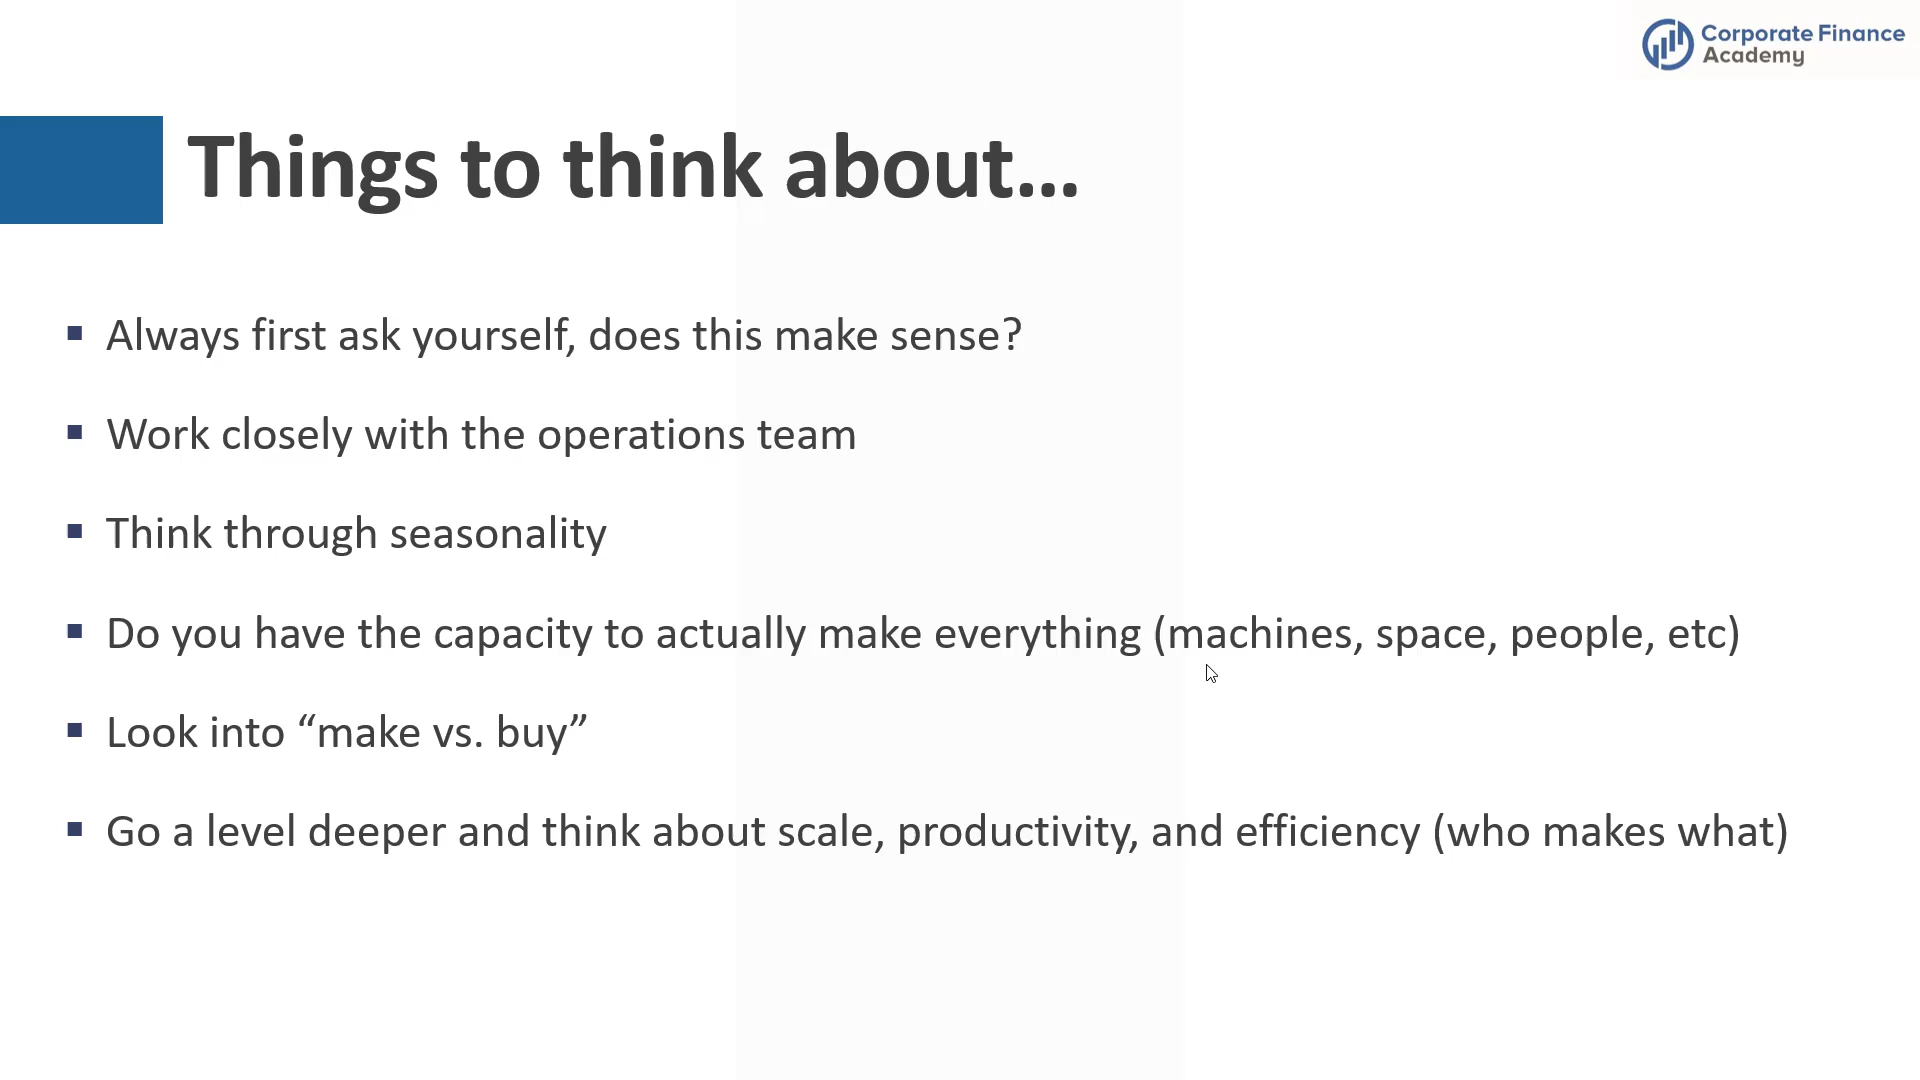 Corporate Finance
Academy
Things to think about...
▪ Always first ask yourself, does this make sense?
▪ Work closely with the operations team
▪ Think through seasonality
▪ Do you have the capacity to actually make everything (machines, space, people, etc)
▪ Look into “make vs. buy”
▪ Go a level deeper and think about scale, productivity, and efficiency (who makes what)